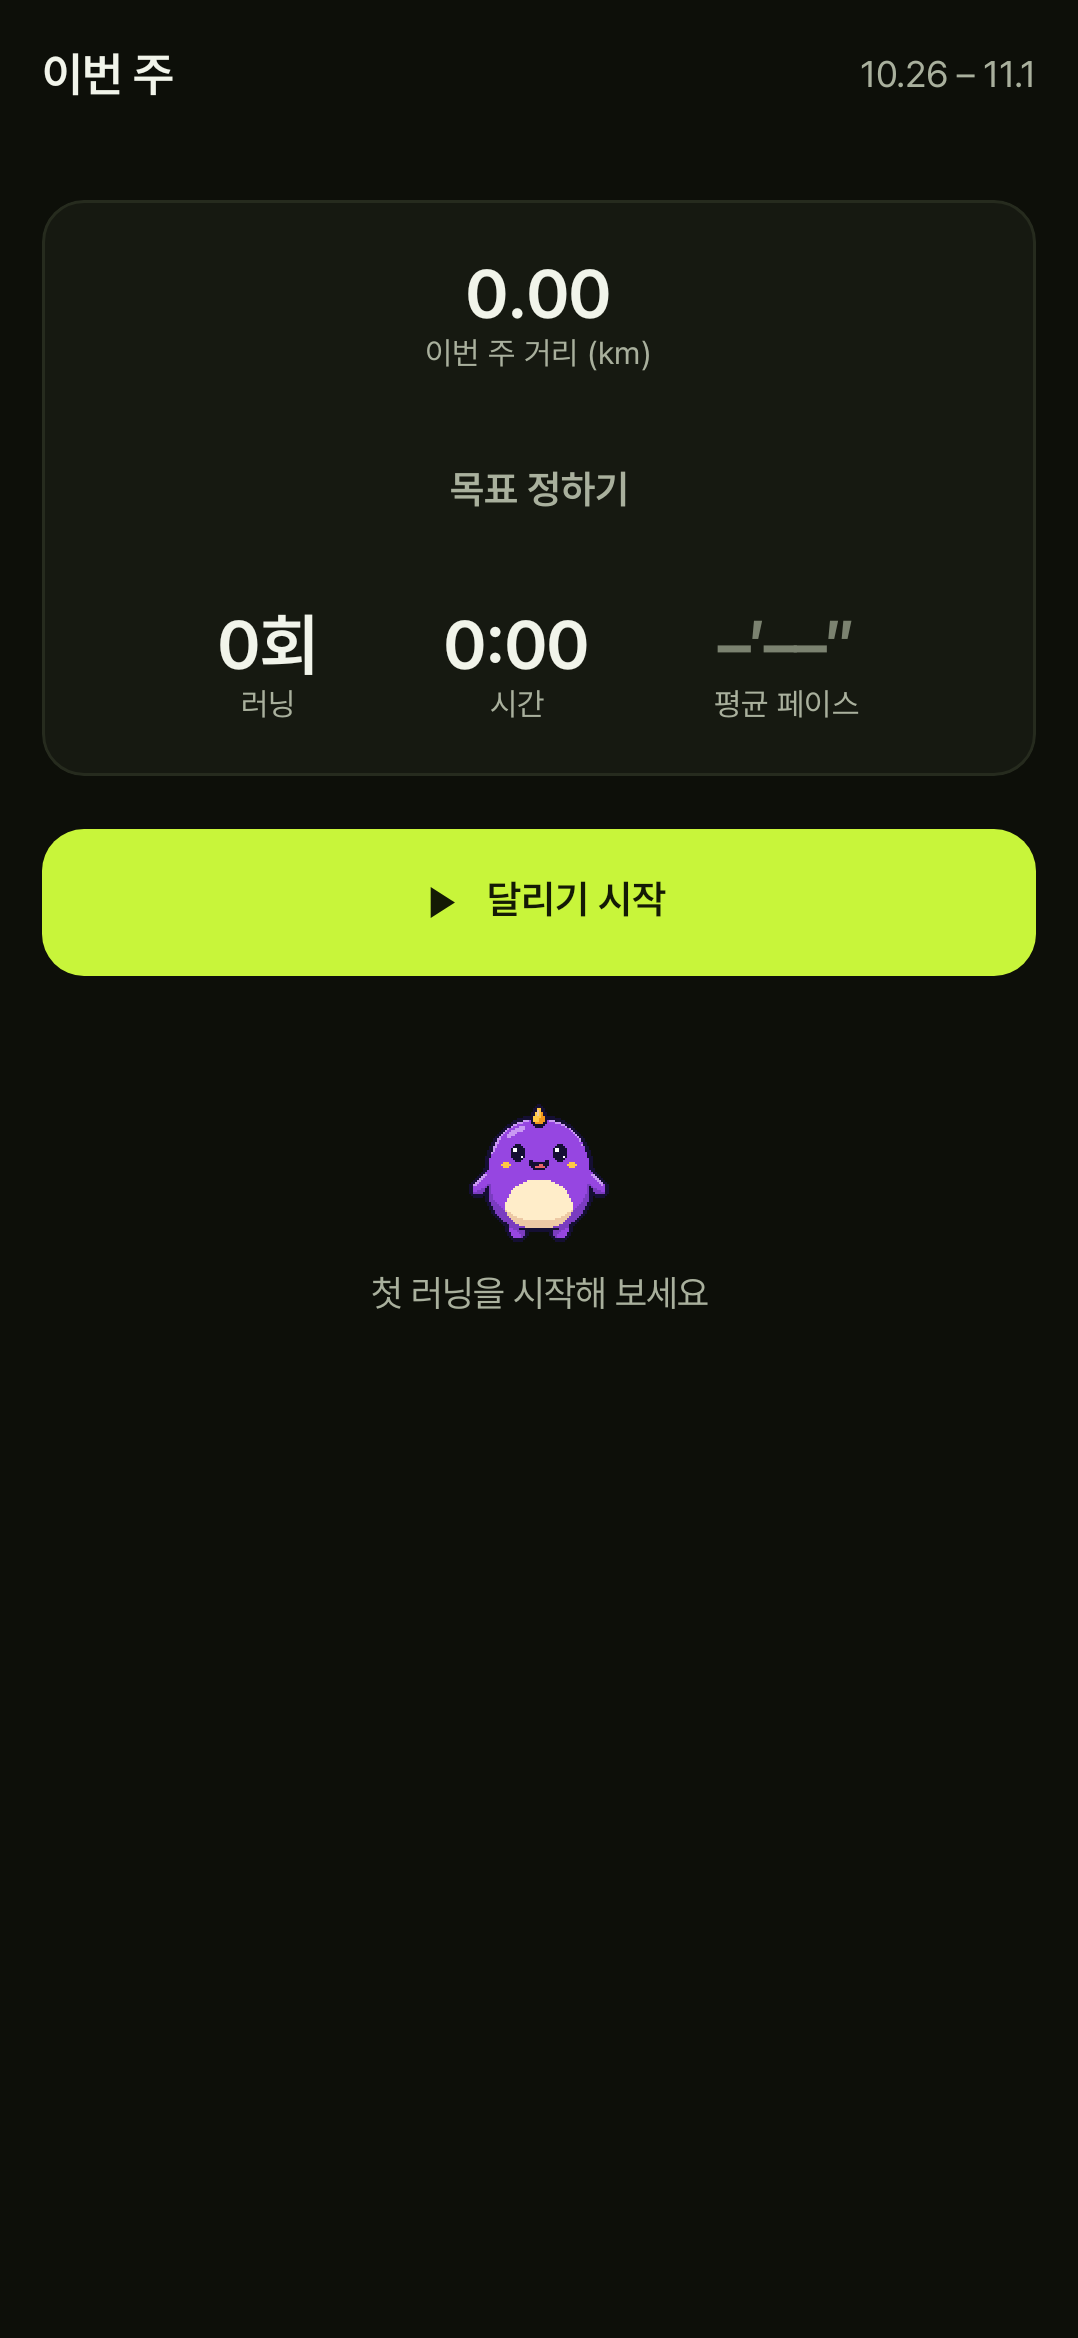 이번 주
10.26 – 11.1
0.00
이번 주 거리 (km)
목표 정하기
0회 0:00 –′––″
러닝 시간 평균 페이스
▶ 달리기 시작
첫 러닝을 시작해 보세요